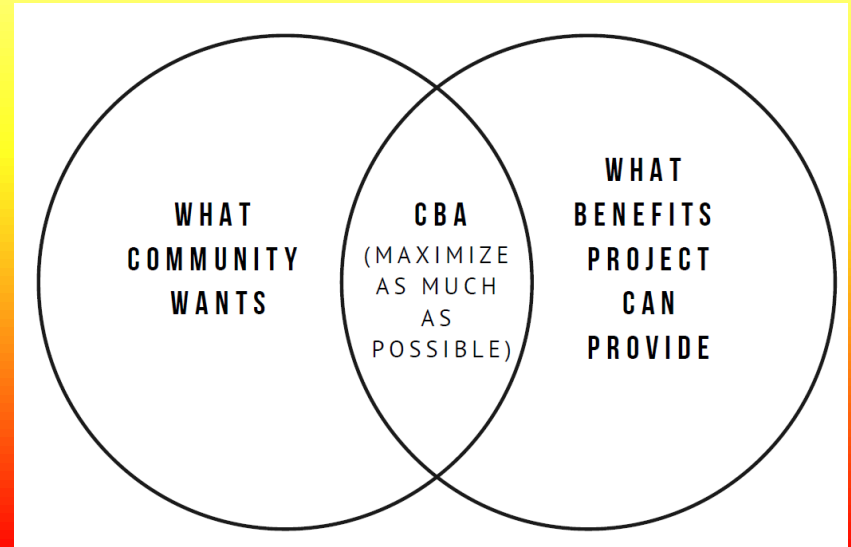 WHAT
COMMUNITY
WANTS
CBA
(MAXIMIZE
AS MUCH
AS
POSSIBLE)
WHAT
BENEFITS
PROJECT
CAN
PROVIDE